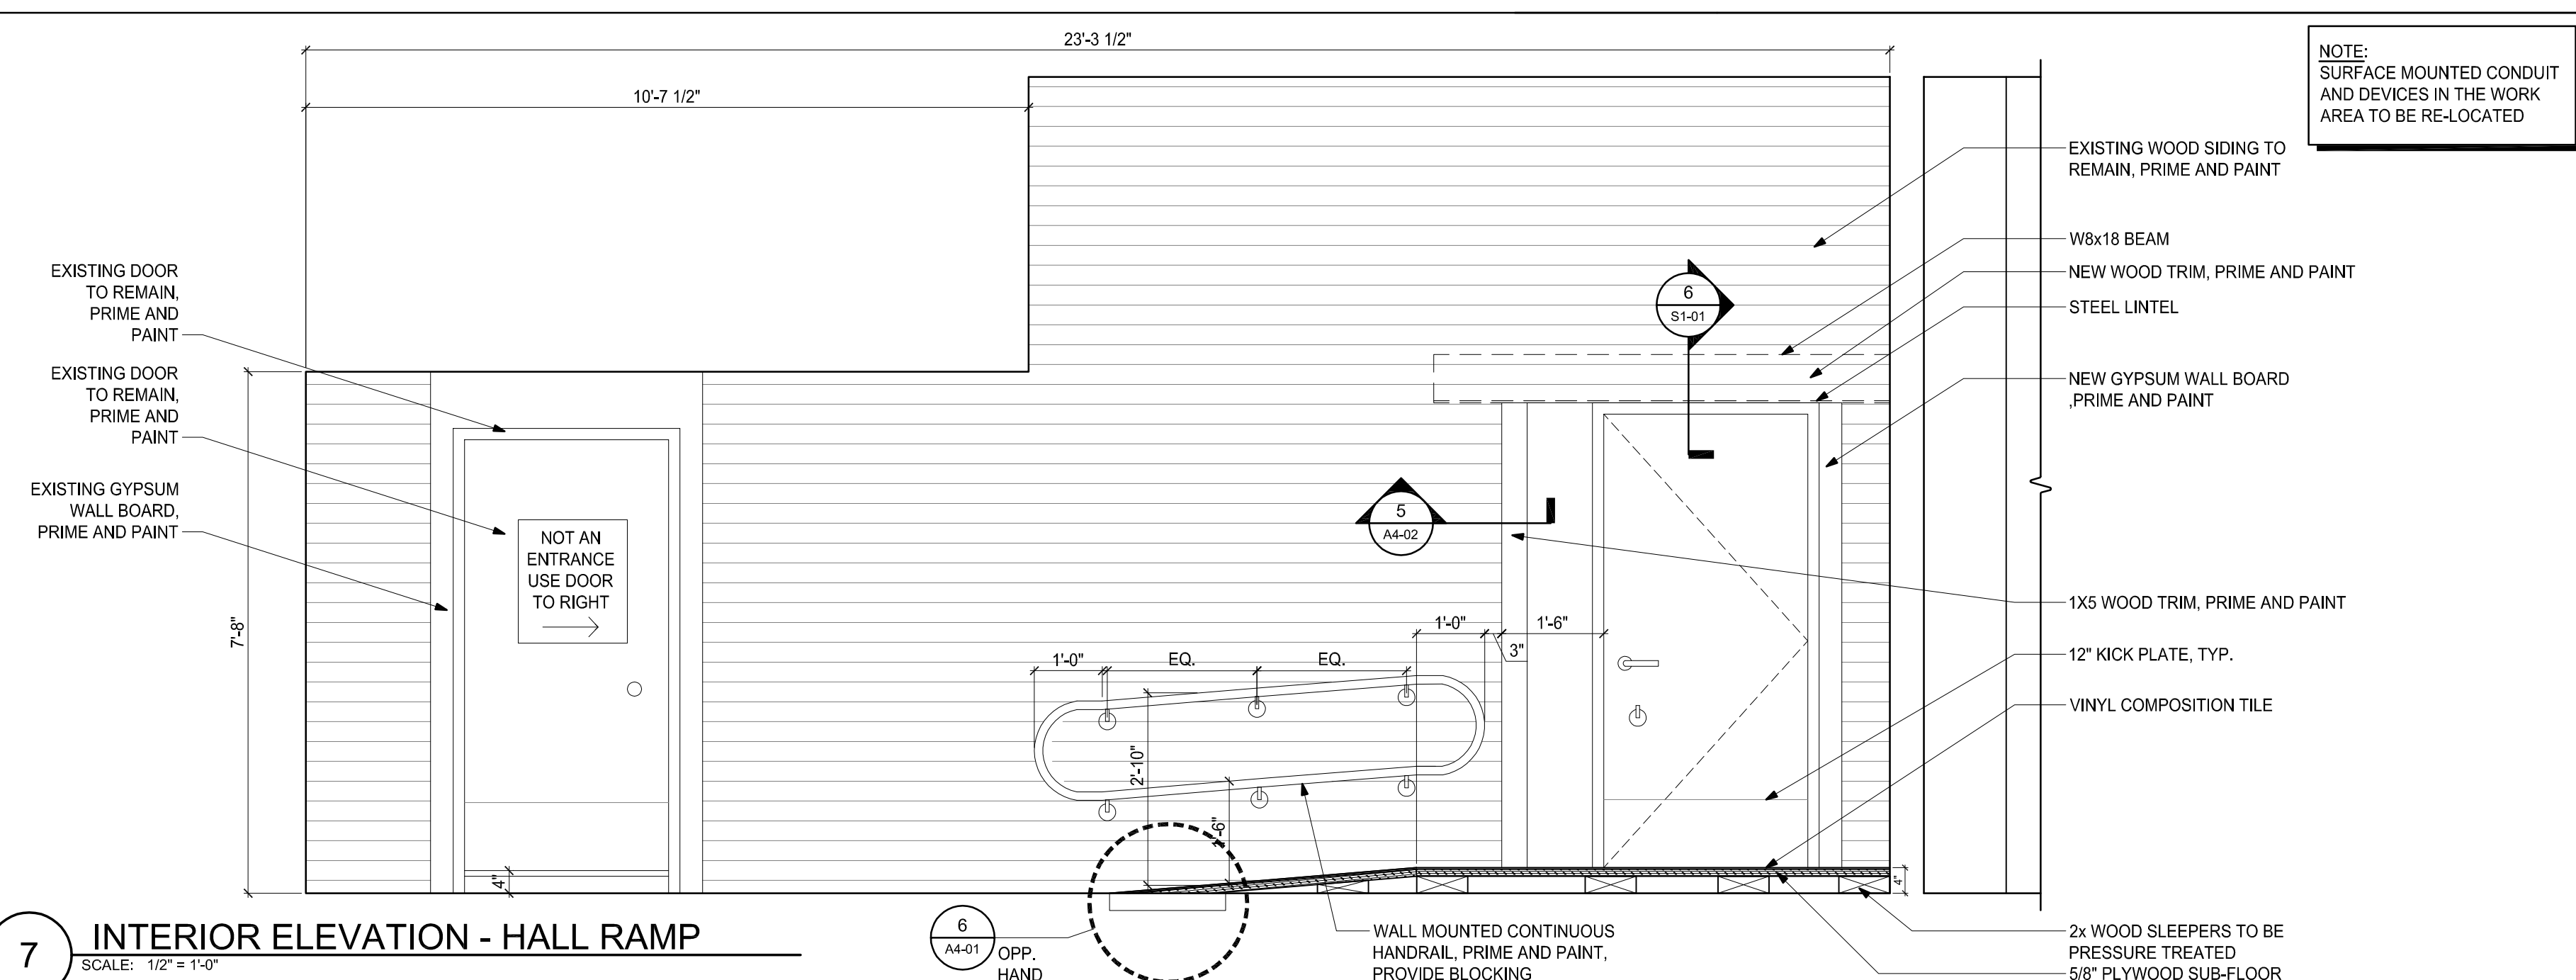 23'-3 1/2"
10'-7 1/2"
NOTE:
SURFACE MOUNTED CONDUIT
AND DEVICES IN THE WORK
AREA TO BE RE-LOCATED
EXISTING WOOD SIDING TO
REMAIN, PRIME AND PAINT
W8x18 BEAM
NEW WOOD TRIM, PRIME AND PAINT
STEEL LINTEL
NEW GYPSUM WALL BOARD
,PRIME AND PAINT
1X5 WOOD TRIM, PRIME AND PAINT
12" KICK PLATE, TYP.
VINYL COMPOSITION TILE
2x WOOD SLEEPERS TO BE
PRESSURE TREATED
5/8" PLYWOOD SUB-FLOOR
EXISTING DOOR
TO REMAIN,
PRIME AND
PAINT
EXISTING DOOR
TO REMAIN,
PRIME AND
PAINT
EXISTING GYPSUM
WALL BOARD,
PRIME AND PAINT
7'-8"
NOT AN
ENTRANCE
USE DOOR
TO RIGHT
4"
6
S1-01
5
A4-02
1'-0"
3"
1'-6"
1'-0"
EQ.
EQ.
2'-10"
1'-6"
4"
6
A4-01
OPP.
HAND
WALL MOUNTED CONTINUOUS
HANDRAIL, PRIME AND PAINT,
PROVIDE BLOCKING
7
INTERIOR ELEVATION - HALL RAMP
SCALE: 1/2" = 1'-0"